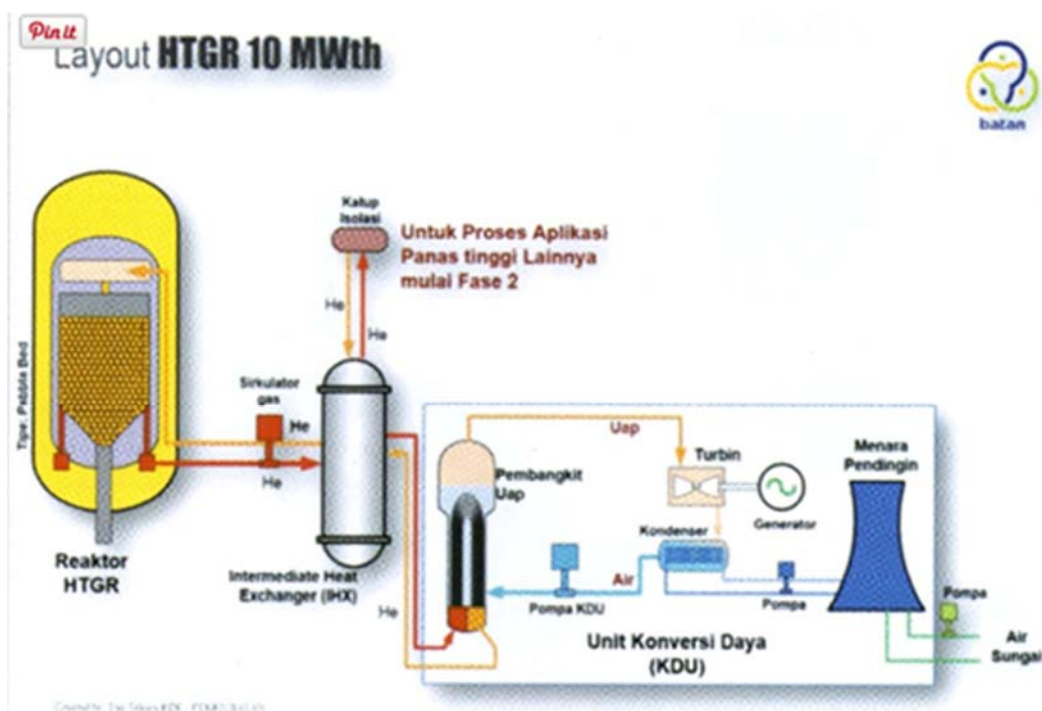 Pin it
Layout HTGR 10 MWth
batan
Katup
Isolasi
Untuk Proses Aplikasi
Panas tinggi Lainnya
mulai Fase 2
He
He
Tipe: Pebble Bed
Sirkulator
gas
He
He
Reaktor
HTGR
Intermediate Heat
Exchanger (IHX)
He
Uap
Pembangkit
Uap
Turbin
Generator
Menara
Pendingin
Kondenser
Air
Pompa KDU
Pompa
Unit Konversi Daya
(KDU)
Pompa
Air
Sungai